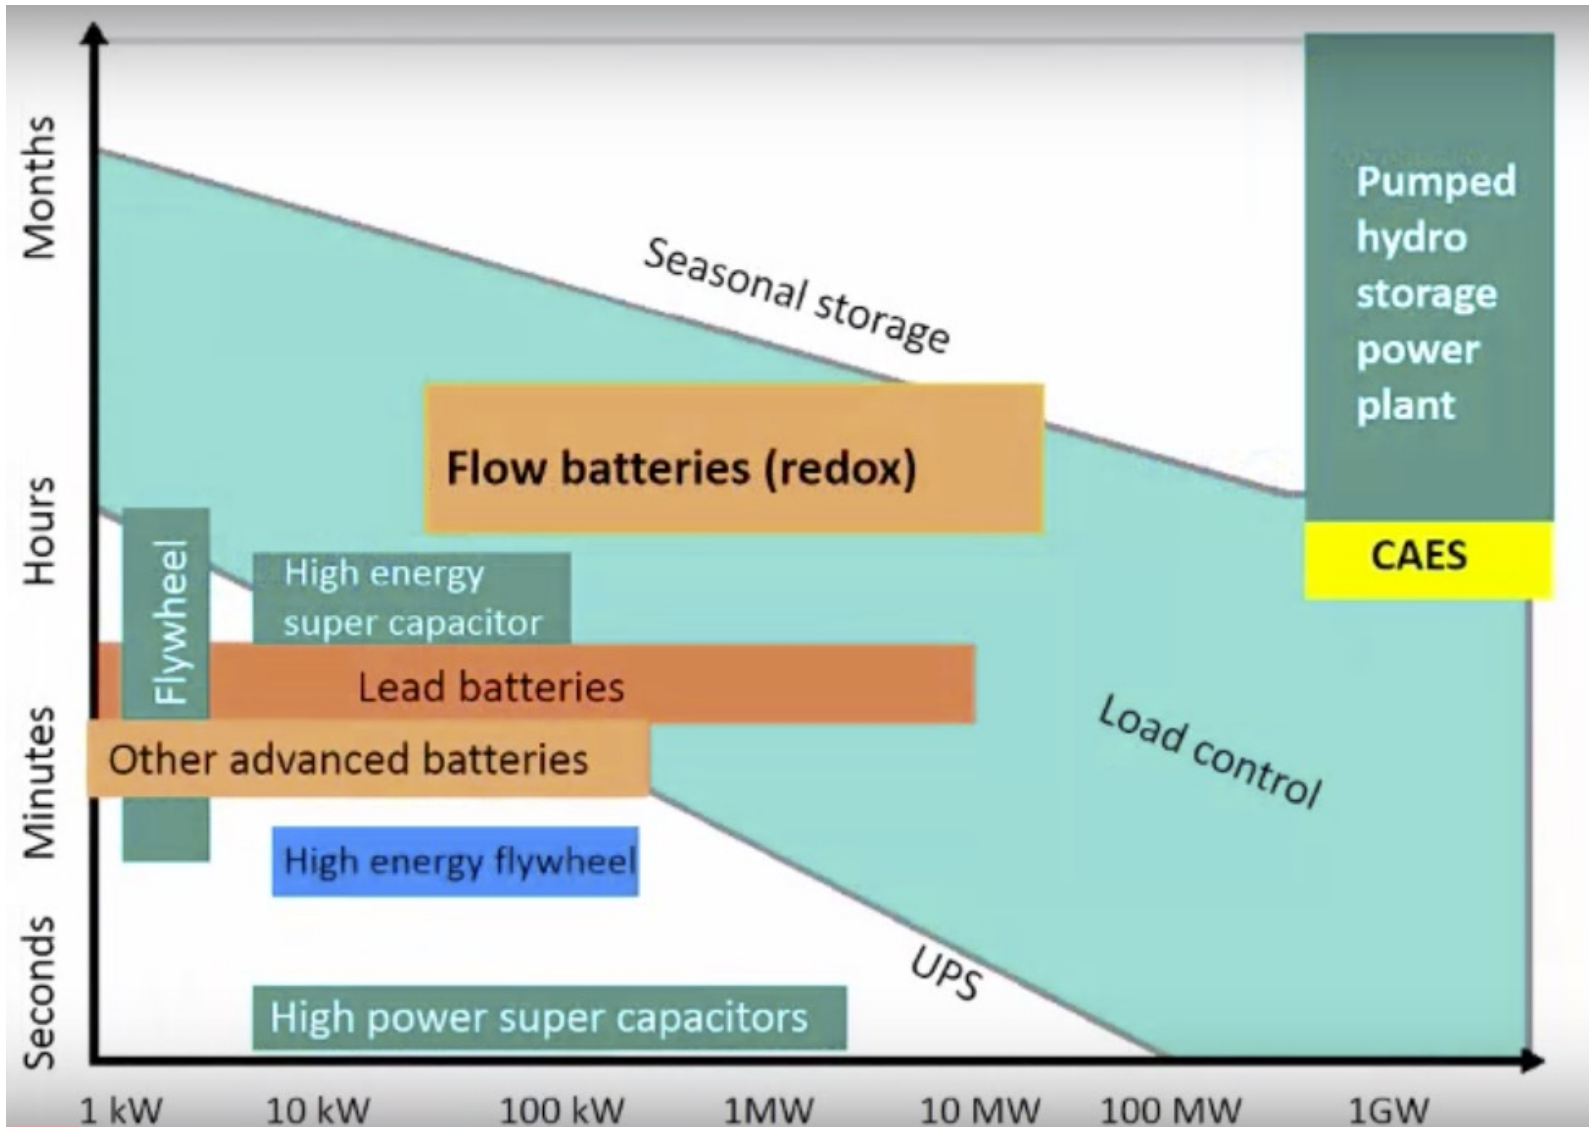 Months
Hours
Minutes
Seconds
Seasonal storage
Pumped
hydro
storage
power
plant
Flow batteries (redox)
CAES
Flywheel
High energy
super capacitor
Lead batteries
Other advanced batteries
Load control
High energy flywheel
UPS
High power super capacitors
1 kW
10 kW
100 kW
1MW
10 MW
100 MW
1GW